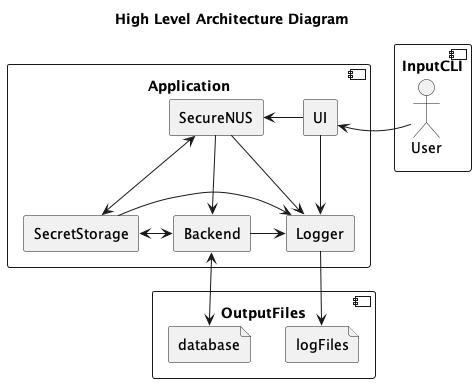 High Level Architecture Diagram
InputCLI
User
Application
SecureNUS
UI
SecretStorage
Backend
Logger
OutputFiles
database
logFiles